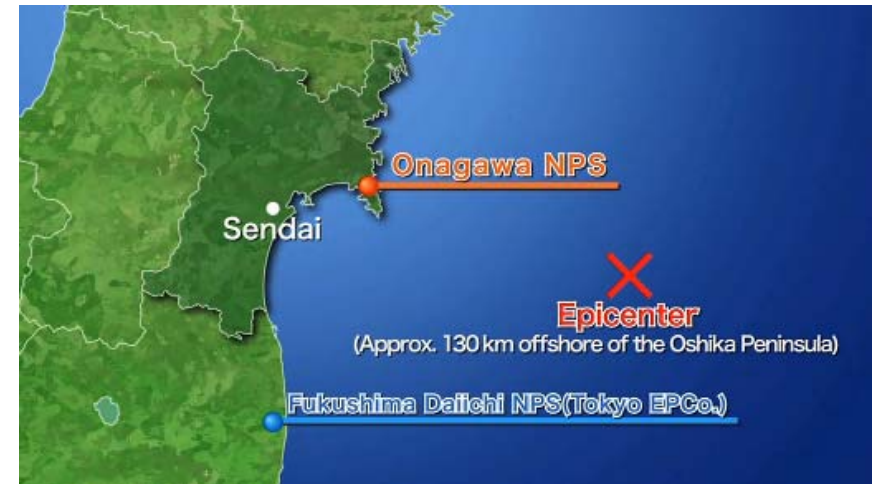 Onagawa NPS
Sendai
Epicenter
(Approx. 130 km offshore of the Oshika Peninsula)
Fukushima Daiichi NPS(Tokyo EPCo.)